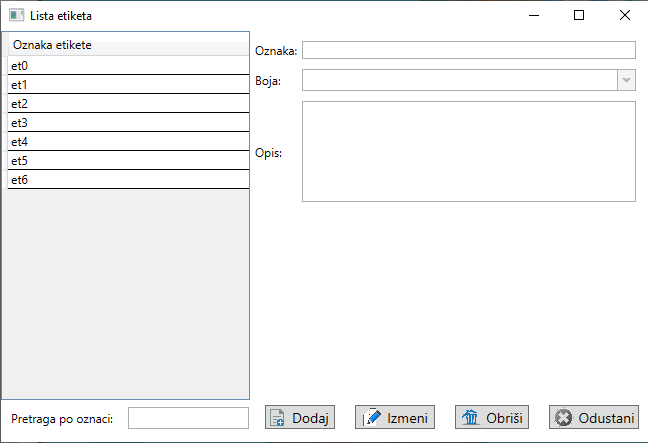 Lista etiketa
Oznaka etikete
et0
et1
et2
et3
et4
et5
et6
Oznaka:
Boja:
Opis:
Pretraga po oznaci:
Dodaj
Izmeni
Obriši
Odustani